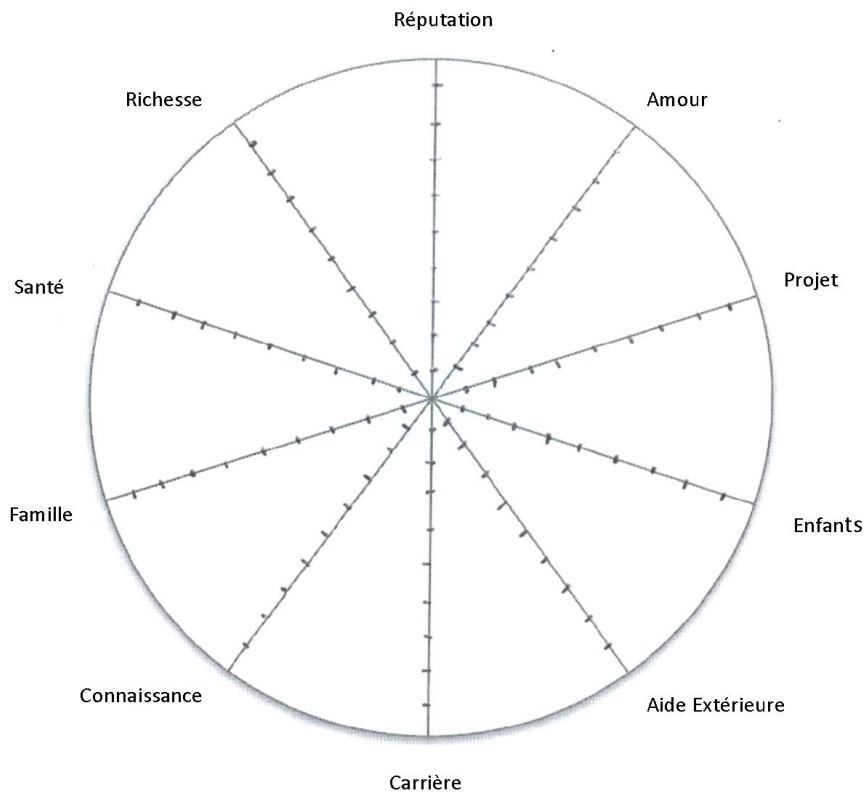 Réputation
Richesse
Amour
Santé
Projet
Famille
Enfants
Connaissance
Aide Extérieure
Carrière